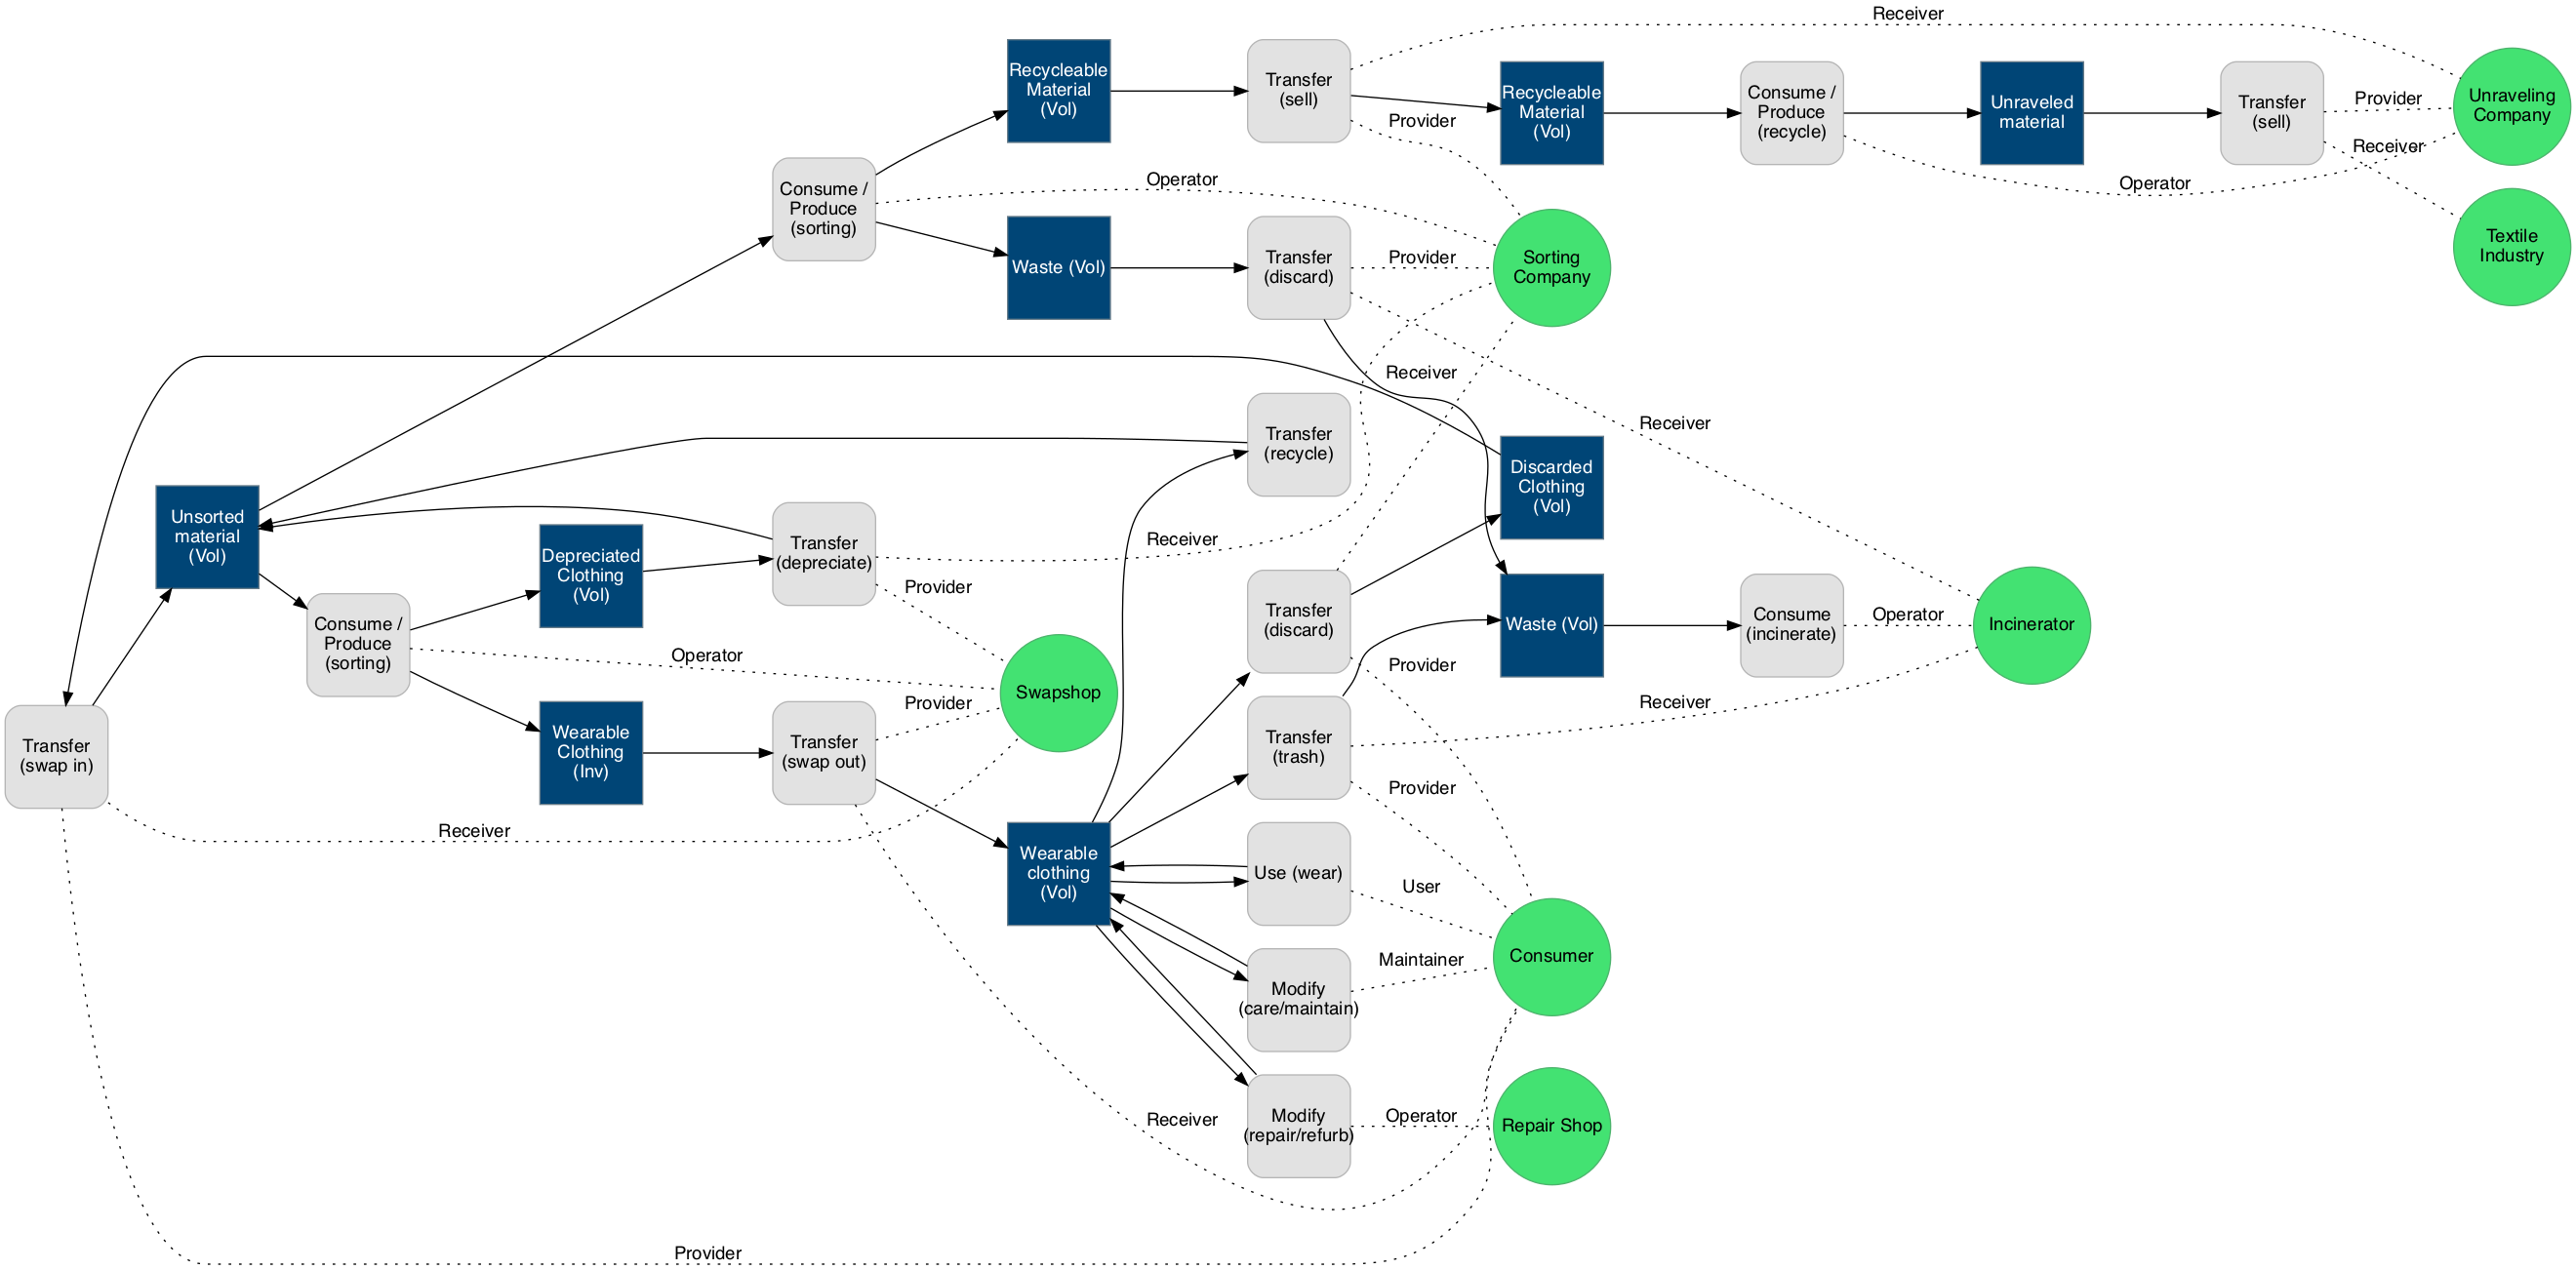 Receiver
Recycleable
Material
(Vol)
Transfer
(sell)
Recycleable
Material
(Vol)
Consume /
Produce
(recycle)
Unraveled
material
Transfer
(sell)
Provider
Unraveling
Company
Provider
Receiver
Operator
Consume /
Produce
(sorting)
Operator
Textile
Industry
Waste (Vol)
Transfer
(discard)
Provider
Sorting
Company
Receiver
Receiver
Transfer
(recycle)
Discarded
Clothing
(Vol)
Unsorted
material
(Vol)
Depreciated
Clothing
(Vol)
Transfer
(depreciate)
Receiver
Provider
Consume /
Produce
(sorting)
Operator
Transfer
(discard)
Waste (Vol)
Consume
(incinerate)
Operator
Incinerator
Provider
Swapshop
Provider
Receiver
Transfer
(swap in)
Wearable
Clothing
(Inv)
Transfer
(swap out)
Transfer
(trash)
Provider
Receiver
Wearable
clothing
(Vol)
Use (wear)
User
Consumer
Maintainer
Modify
(care/maintain)
Modify
(repair/refurb)
Receiver
Operator
Repair Shop
Provider